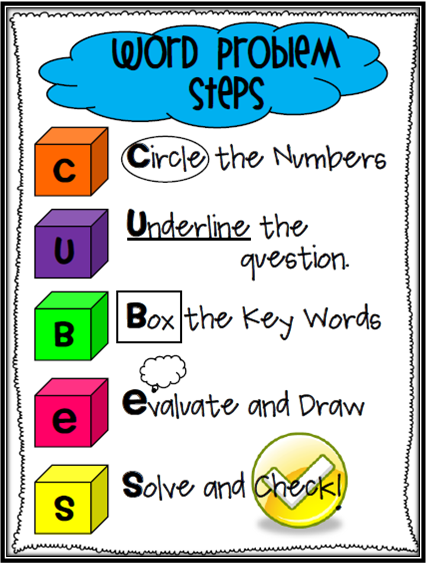 WORD PROBLEM
STEPS
C Circle the Numbers
U Underline the
question.
B Box the Key Words
e evaluate and Draw
S Solve and Check!